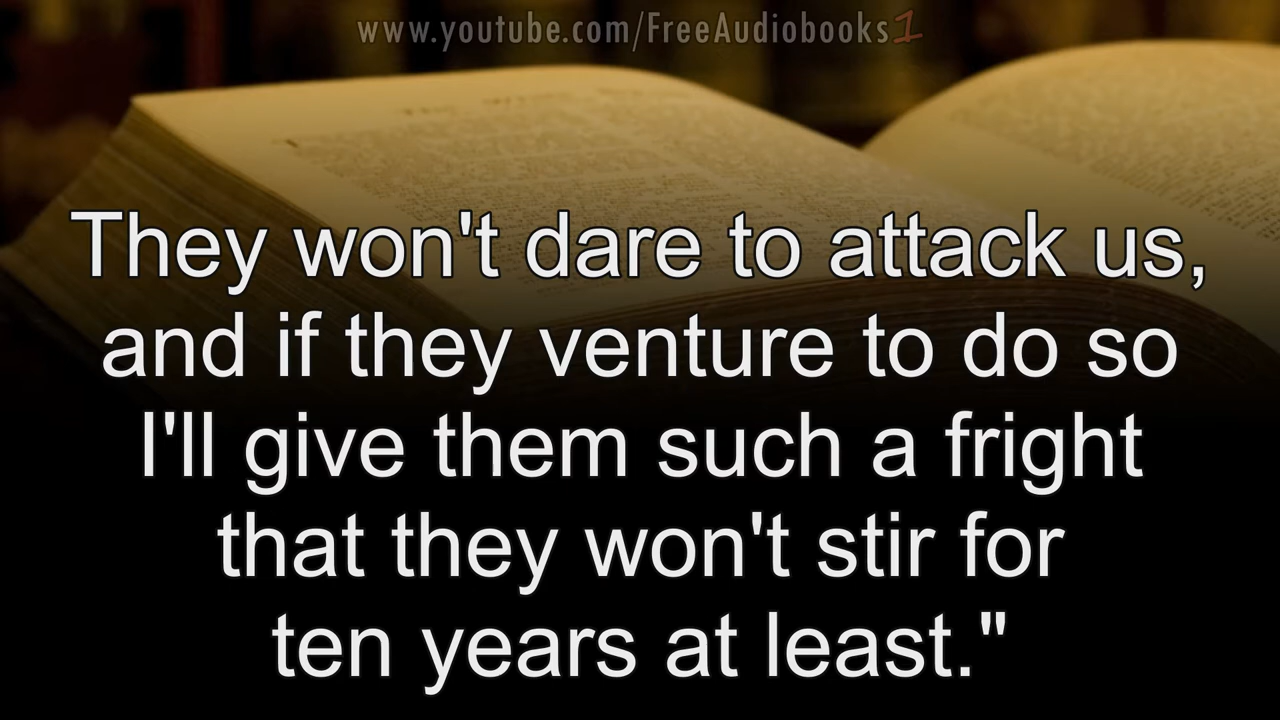 www.youtube.com/FreeAudiobooks1
They won't dare to attack us,
and if they venture to do so
I'll give them such a fright
that they won't stir for
ten years at least."